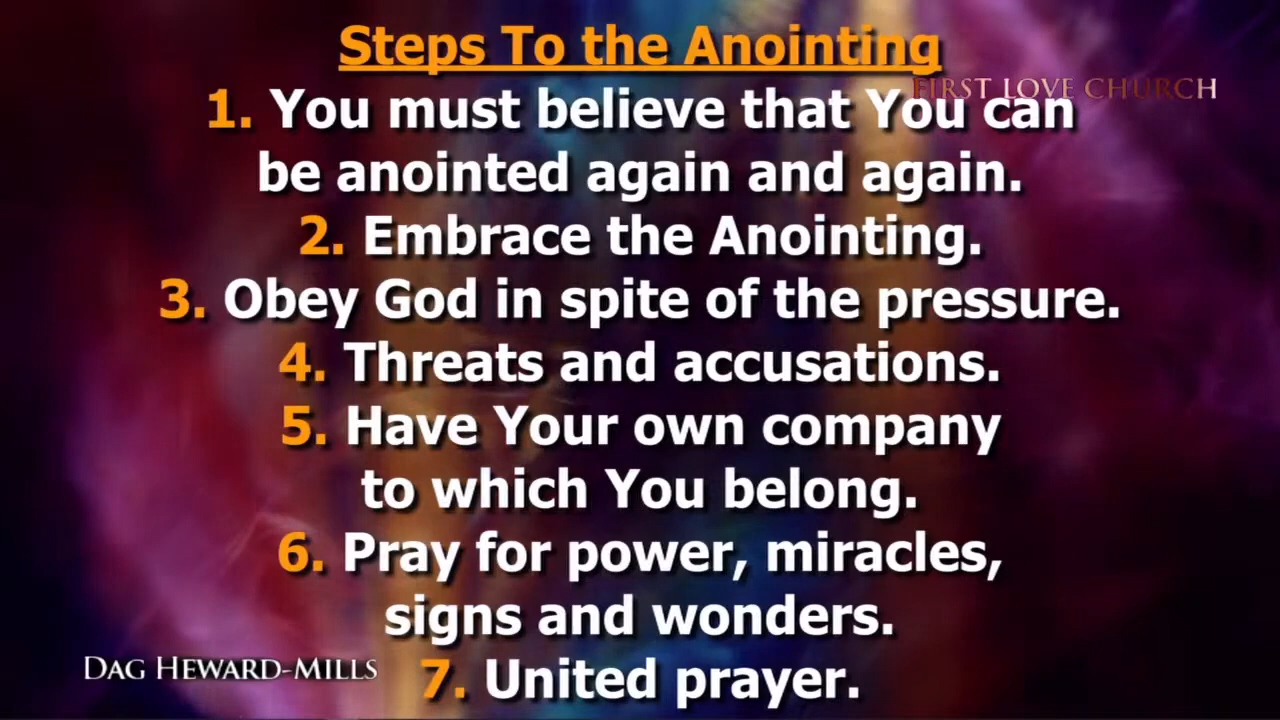 Steps To the Anointing
FIRST LOVE CHURCH
1. You must believe that You can
be anointed again and again.
2. Embrace the Anointing.
3. Obey God in spite of the pressure.
4. Threats and accusations.
5. Have Your own company
to which You belong.
6. Pray for power, miracles,
signs and wonders.
DAG HEWARD-MILLS
7. United prayer.